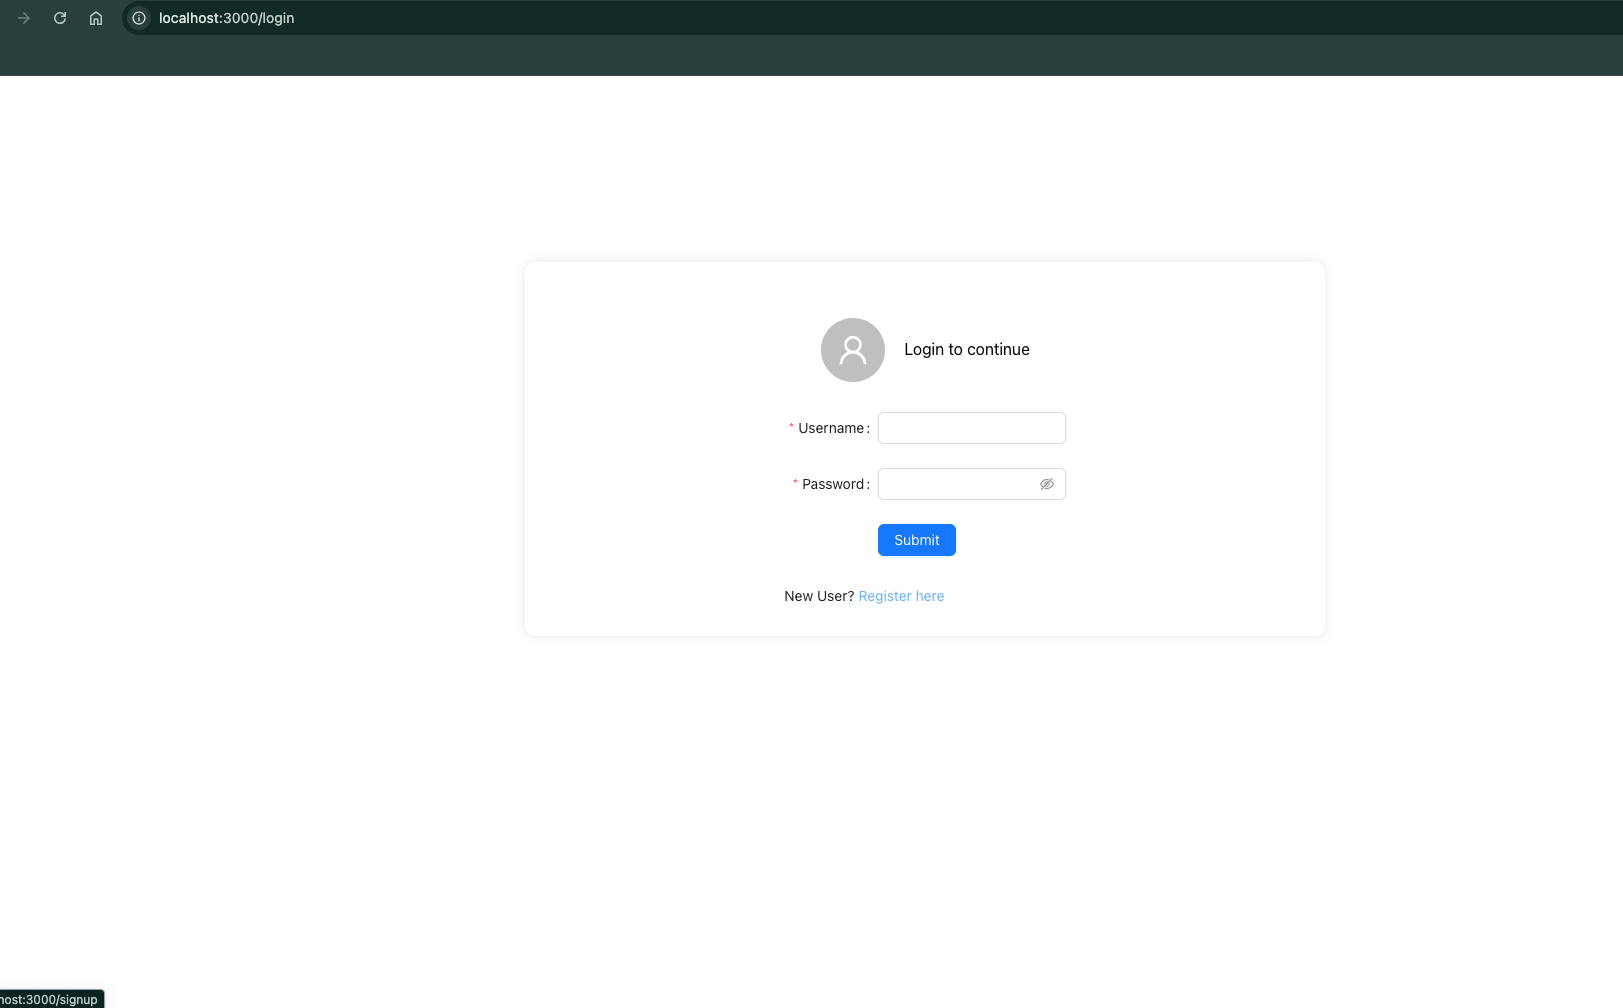 localhost:3000/login
Login to continue
* Username:
* Password:
Submit
New User? Register here
host:3000/signup